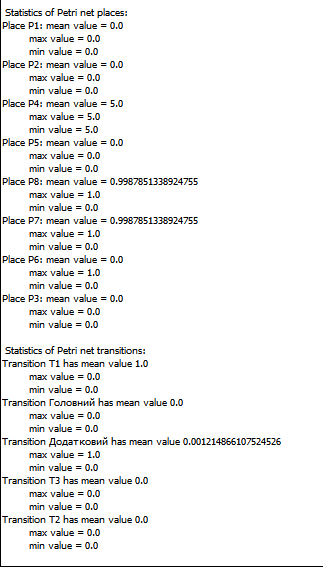 Statistics of Petri net places:
Place P1: mean value = 0.0
max value = 0.0
min value = 0.0
Place P2: mean value = 0.0
max value = 0.0
min value = 0.0
Place P4: mean value = 5.0
max value = 5.0
min value = 5.0
Place P5: mean value = 0.0
max value = 0.0
min value = 0.0
Place P8: mean value = 0.9987851338924755
max value = 1.0
min value = 0.0
Place P7: mean value = 0.9987851338924755
max value = 1.0
min value = 0.0
Place P6: mean value = 0.0
max value = 1.0
min value = 0.0
Place P3: mean value = 0.0
max value = 0.0
min value = 0.0
Statistics of Petri net transitions:
Transition T1 has mean value 1.0
max value = 0.0
min value = 0.0
Transition Головний has mean value 0.0
max value = 0.0
min value = 0.0
Transition Додатковий has mean value 0.001214866107524526
max value = 1.0
min value = 0.0
Transition T3 has mean value 0.0
max value = 0.0
min value = 0.0
Transition T2 has mean value 0.0
max value = 0.0
min value = 0.0